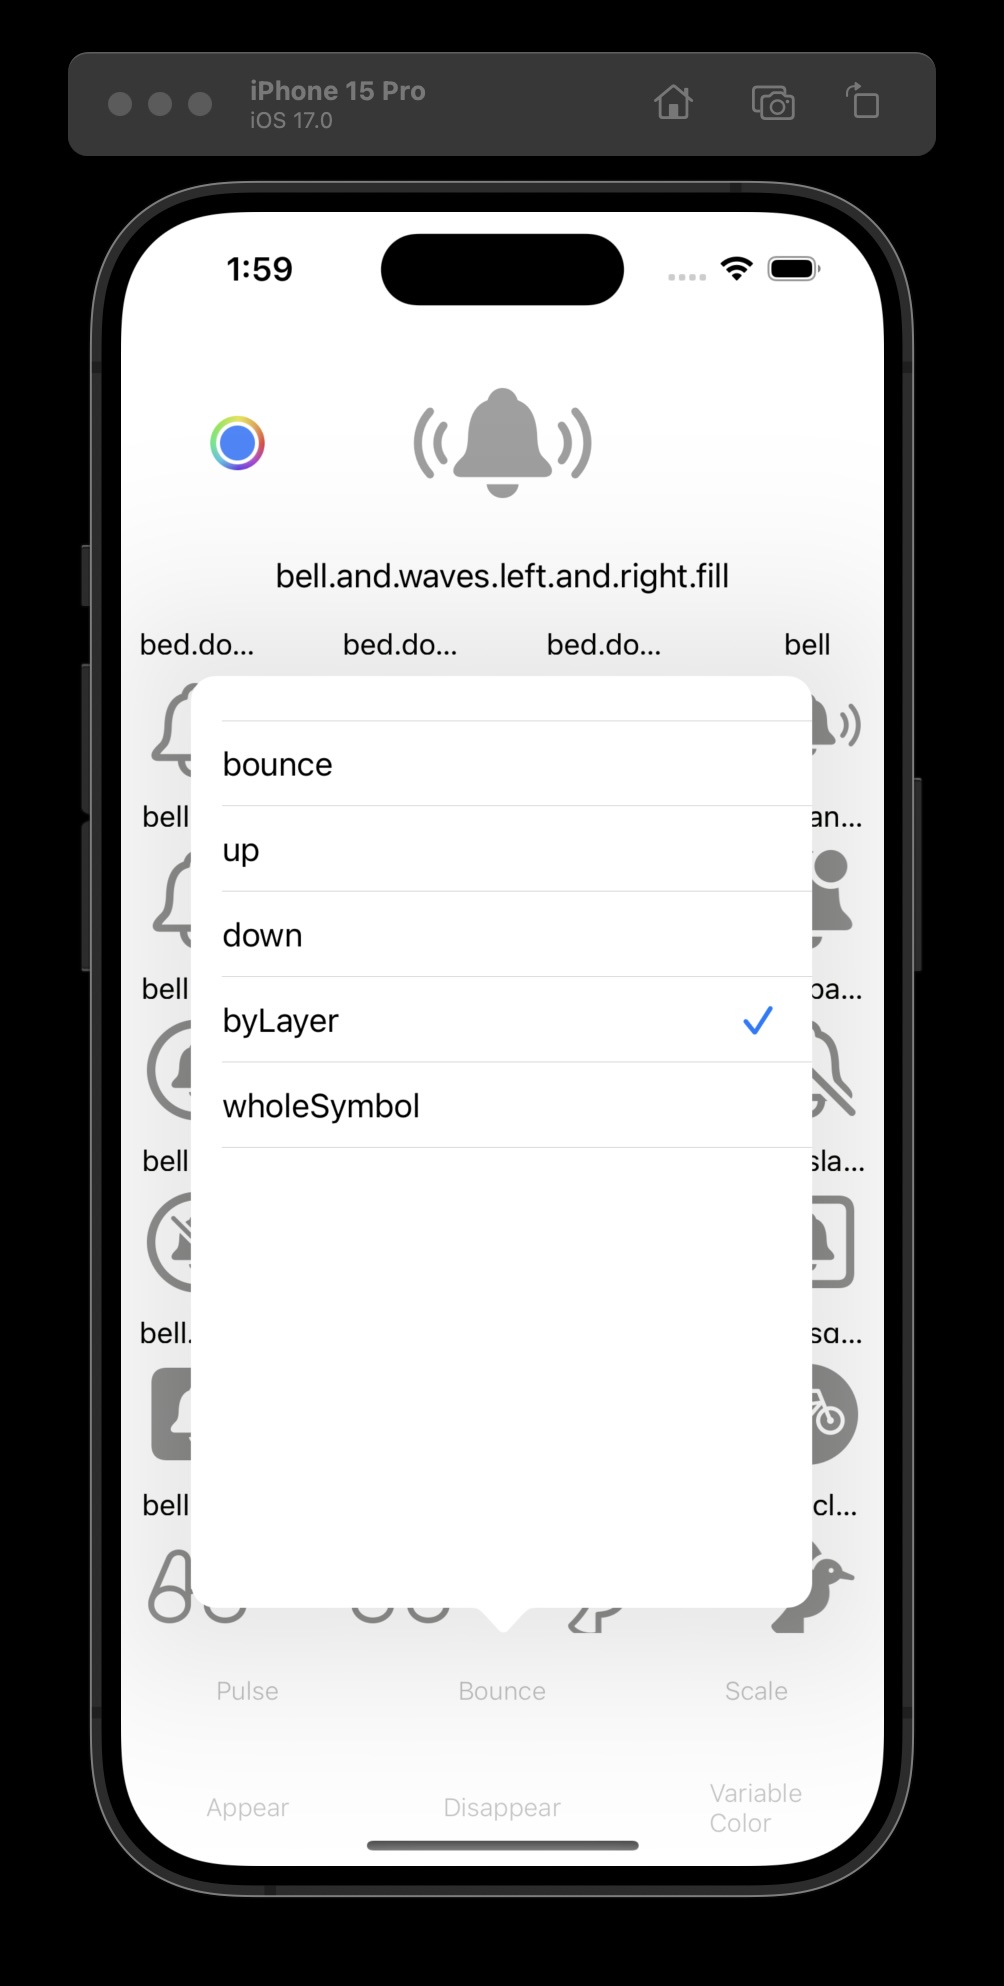 iPhone 15 Pro
iOS 17.0
1:59
bell.and.waves.left.and.right.fill
bed.do... bed.do... bed.do... bell
bounce
bell an...
up
down
bell ba...
byLayer
wholeSymbol
bell sla...
bell. sq...
bell cl...
Pulse Bounce Scale
Appear Disappear Variable
Color